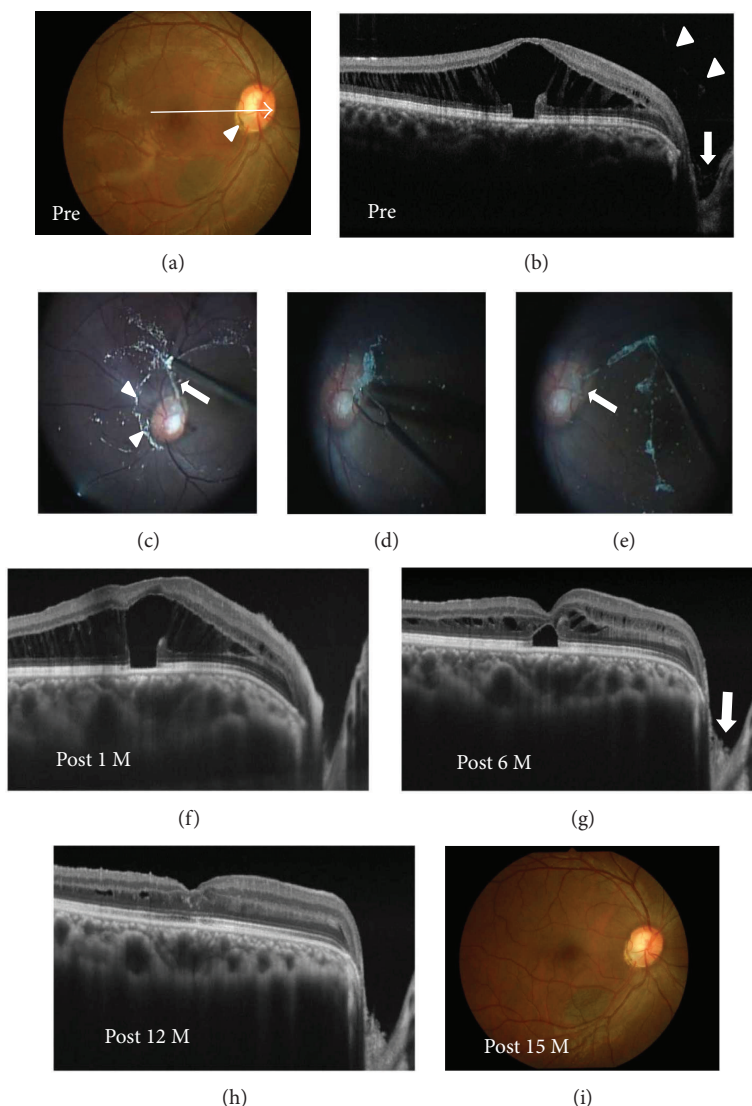 Pre
(a)
Pre
(b)
(c)
(d)
(e)
Post 1 M
(f)
Post 6 M
(g)
Post 12 M
(h)
Post 15 M
(i)